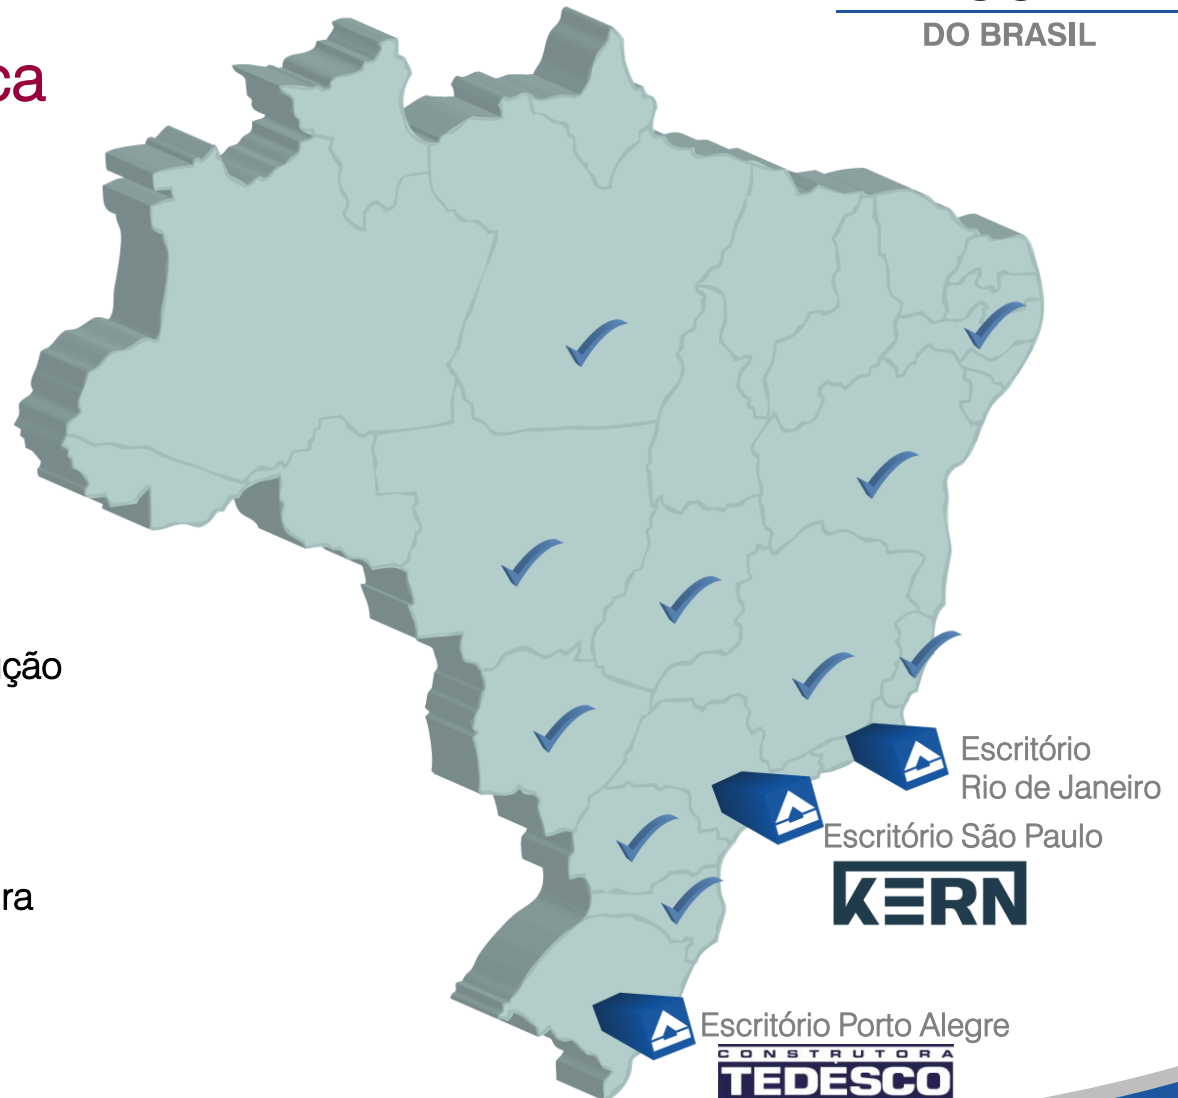 DO BRASIL
ca
ção
Escritório
Rio de Janeiro
Escritório São Paulo
KERN
ra
Escritório Porto Alegre
CONSTRUTORA
TEDESCO